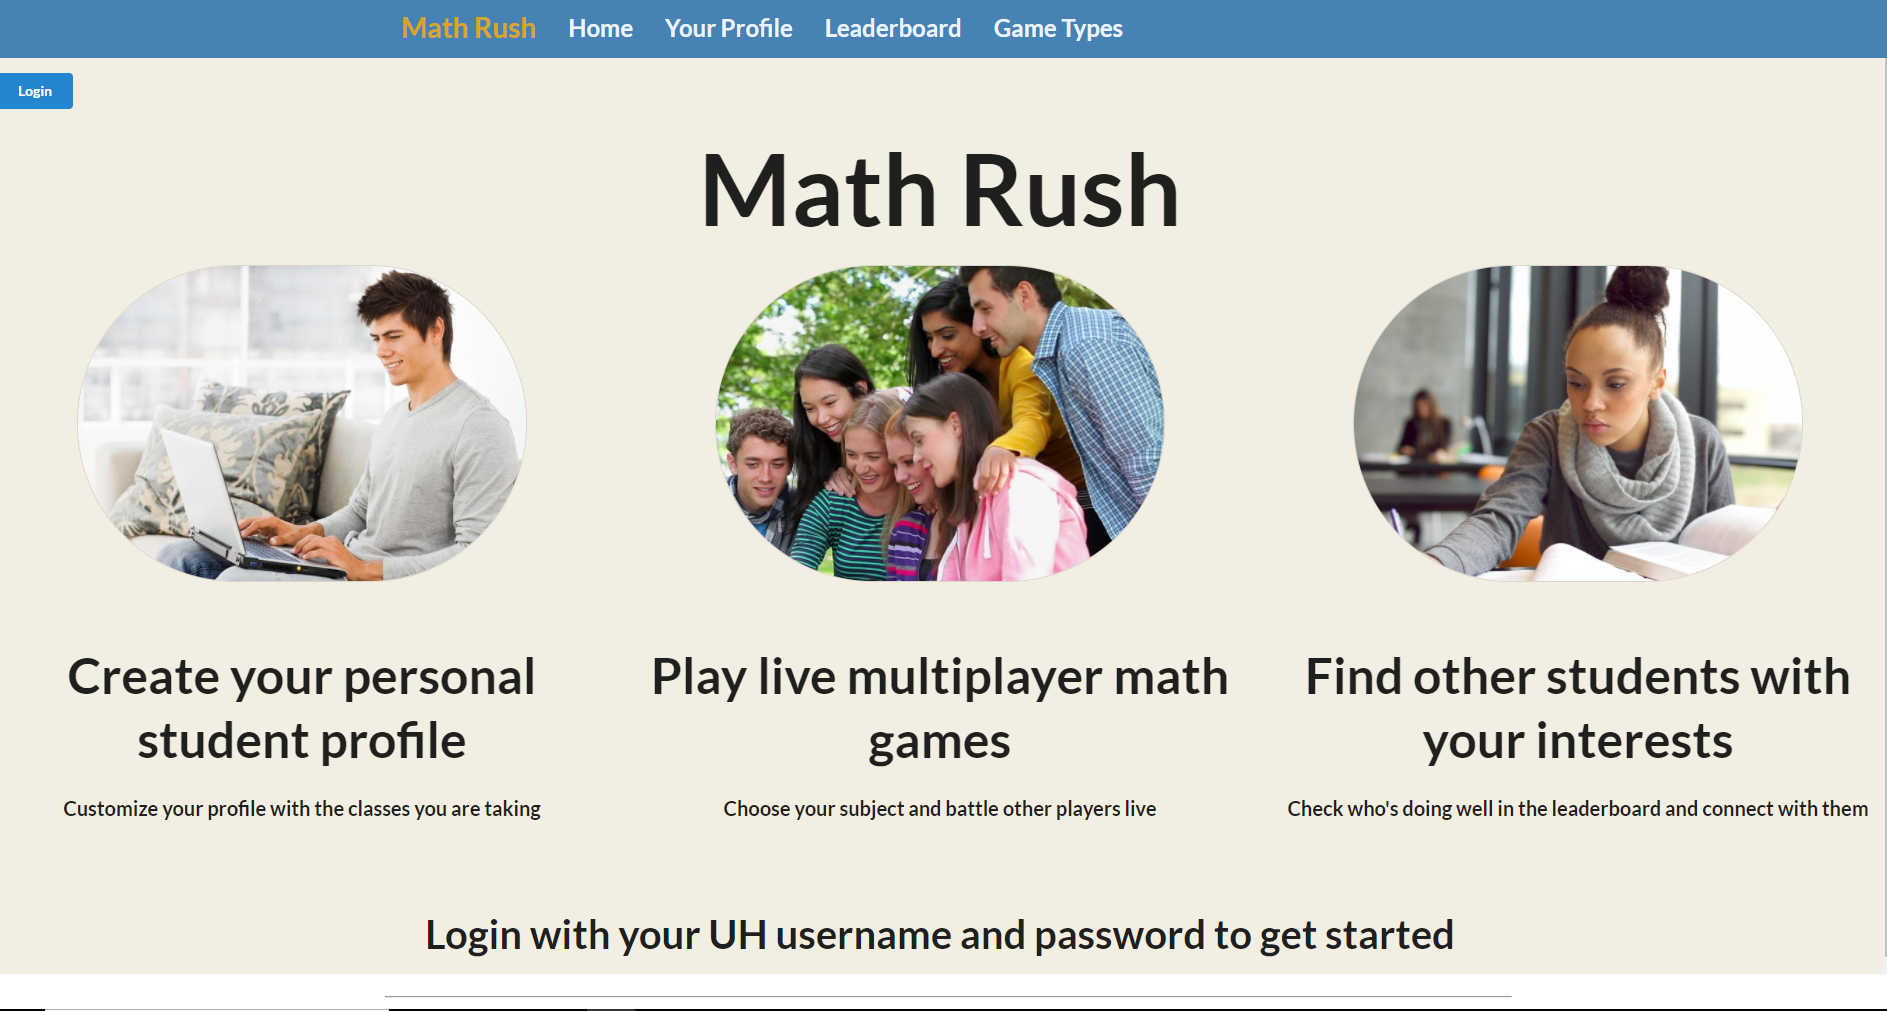 Math Rush Home Your Profile Leaderboard Game Types
Login
Math Rush
Create your personal
student profile
Customize your profile with the classes you are taking
Play live multiplayer math
games
Choose your subject and battle other players live
Find other students with
your interests
Check who's doing well in the leaderboard and connect with them
Login with your UH username and password to get started